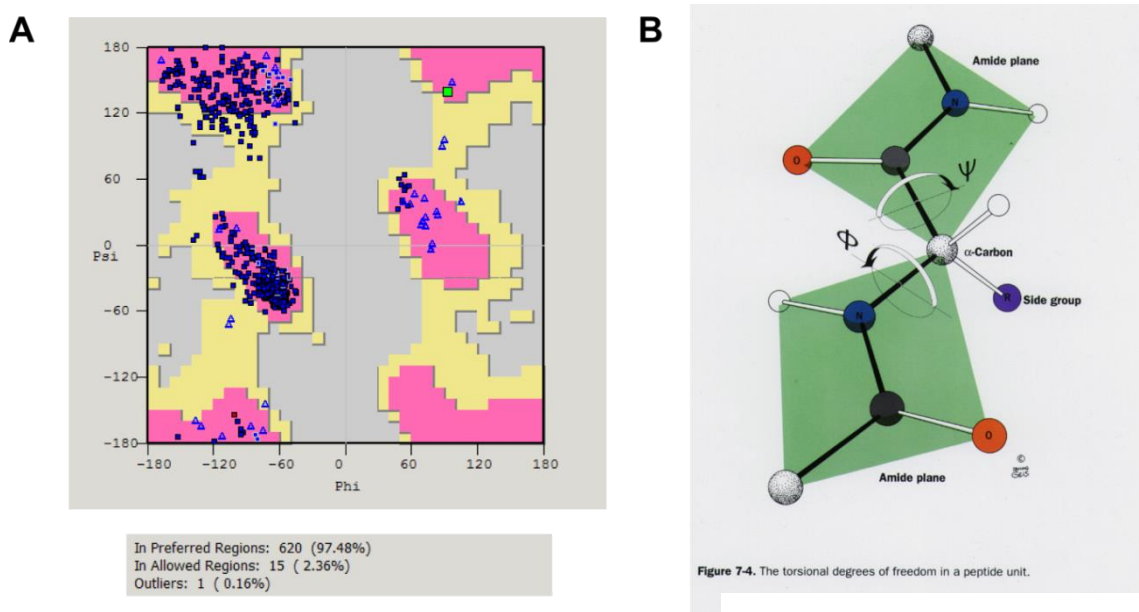 A
180
120
60
0
Psi
-60
-120
-180
-180
-120
-60
0
60
120
180
Phi
In Preferred Regions: 620 (97.48%)
In Allowed Regions: 15 ( 2.36%)
Outliers: 1 ( 0.16%)
B
Amide plane
N
O
Ψ
Φ
α-Carbon
R
Side group
N
O
©
Amide plane
Figure 7-4. The torsional degrees of freedom in a peptide unit.